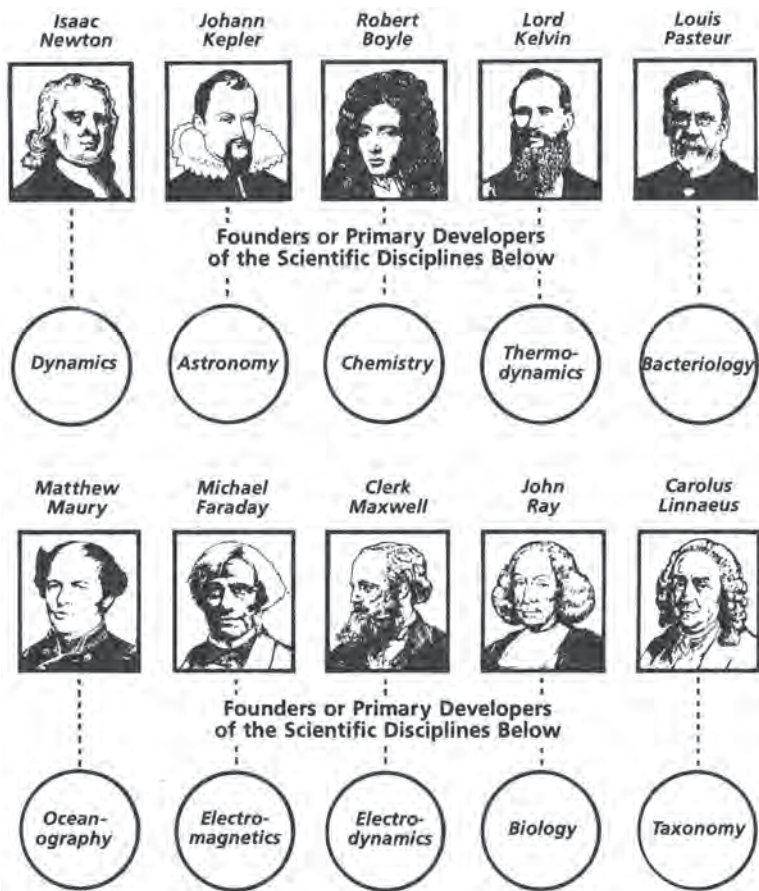 Isaac
Newton
Johann
Kepler
Robert
Boyle
Lord
Kelvin
Louis
Pasteur
Founders or Primary Developers
of the Scientific Disciplines Below
Dynamics
Astronomy
Chemistry
Thermo-
dynamics
Bacteriology
Matthew
Maury
Michael
Faraday
Clerk
Maxwell
John
Ray
Carolus
Linnaeus
Founders or Primary Developers
of the Scientific Disciplines Below
Ocean-
ography
Electro-
magnetics
Electro-
dynamics
Biology
Taxonomy